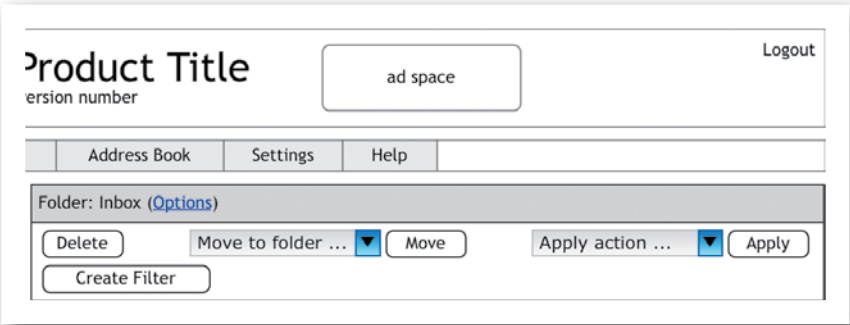 Product Title
ersion number
ad space
Logout
Address Book
Settings
Help
Folder: Inbox (Options)
Delete
Move to folder ...
Move
Apply action ...
Apply
Create Filter